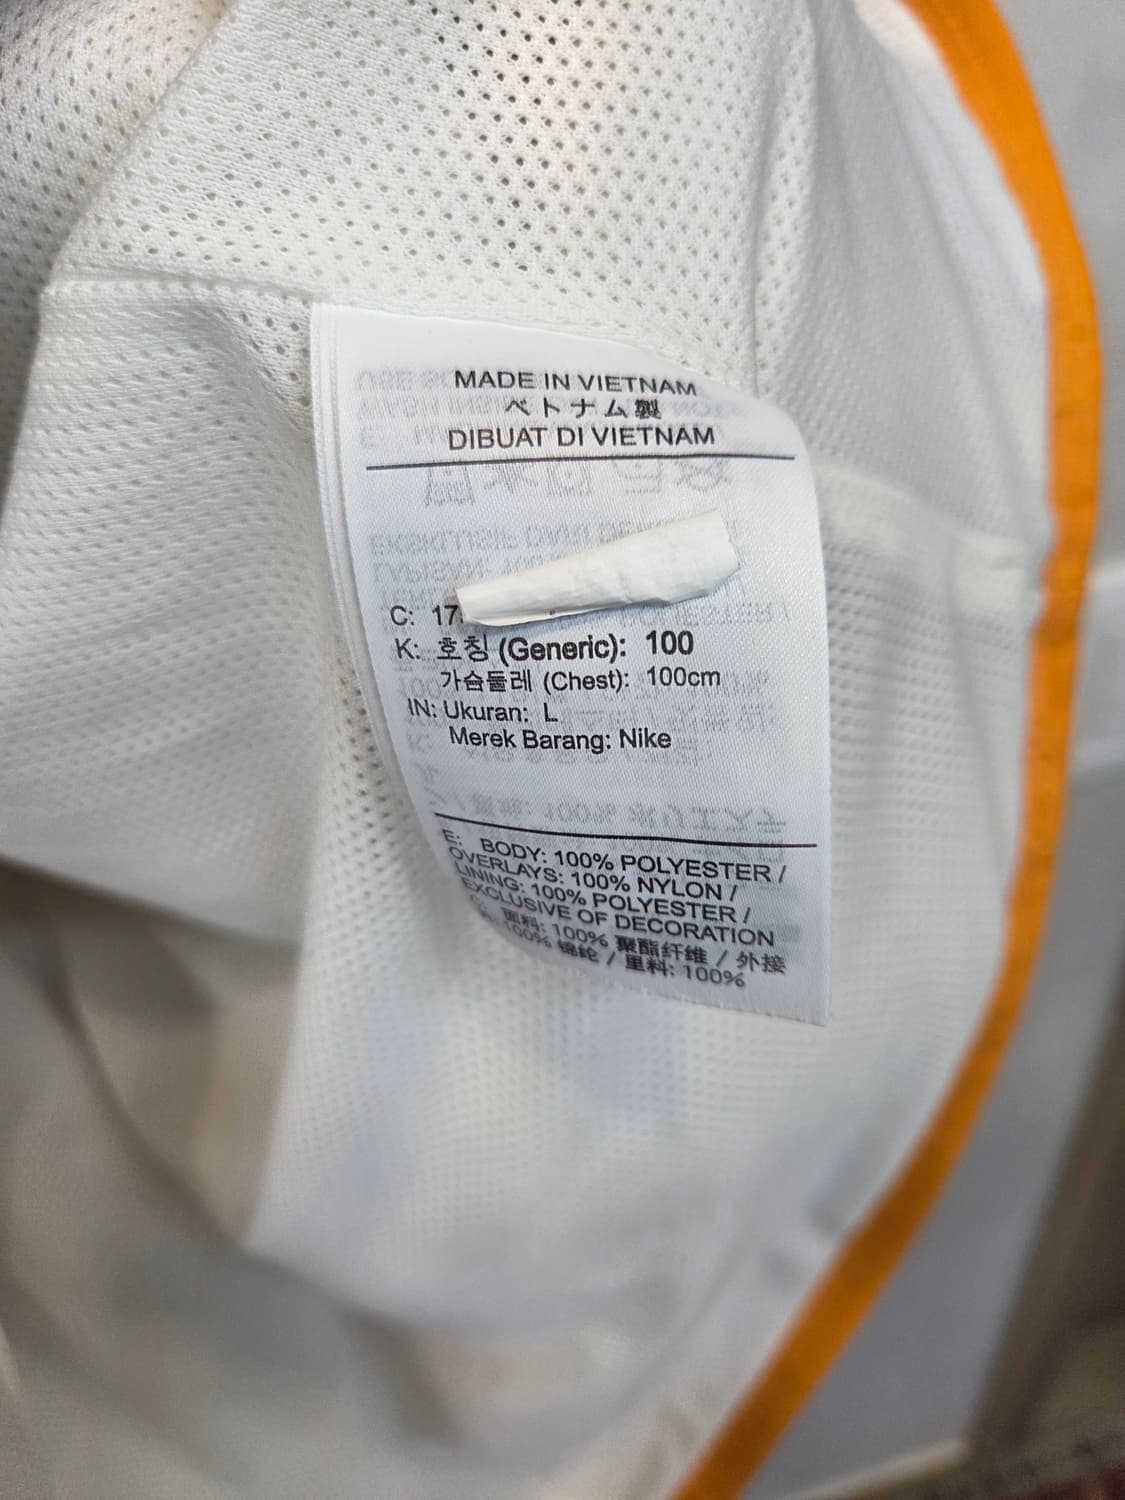 MADE IN VIETNAM
ベトナム製
DIBUAT DI VIETNAM
C: 17
K: 호칭 (Generic): 100
가슴둘레 (Chest): 100cm
IN: Ukuran: L
Merek Barang: Nike
E: BODY: 100% POLYESTER /
OVERLAYS: 100% NYLON /
LINING: 100% POLYESTER /
EXCLUSIVE OF DECORATION
面料: 100% 聚酯纤维 / 外接
100% 锦纶 / 里料: 100%